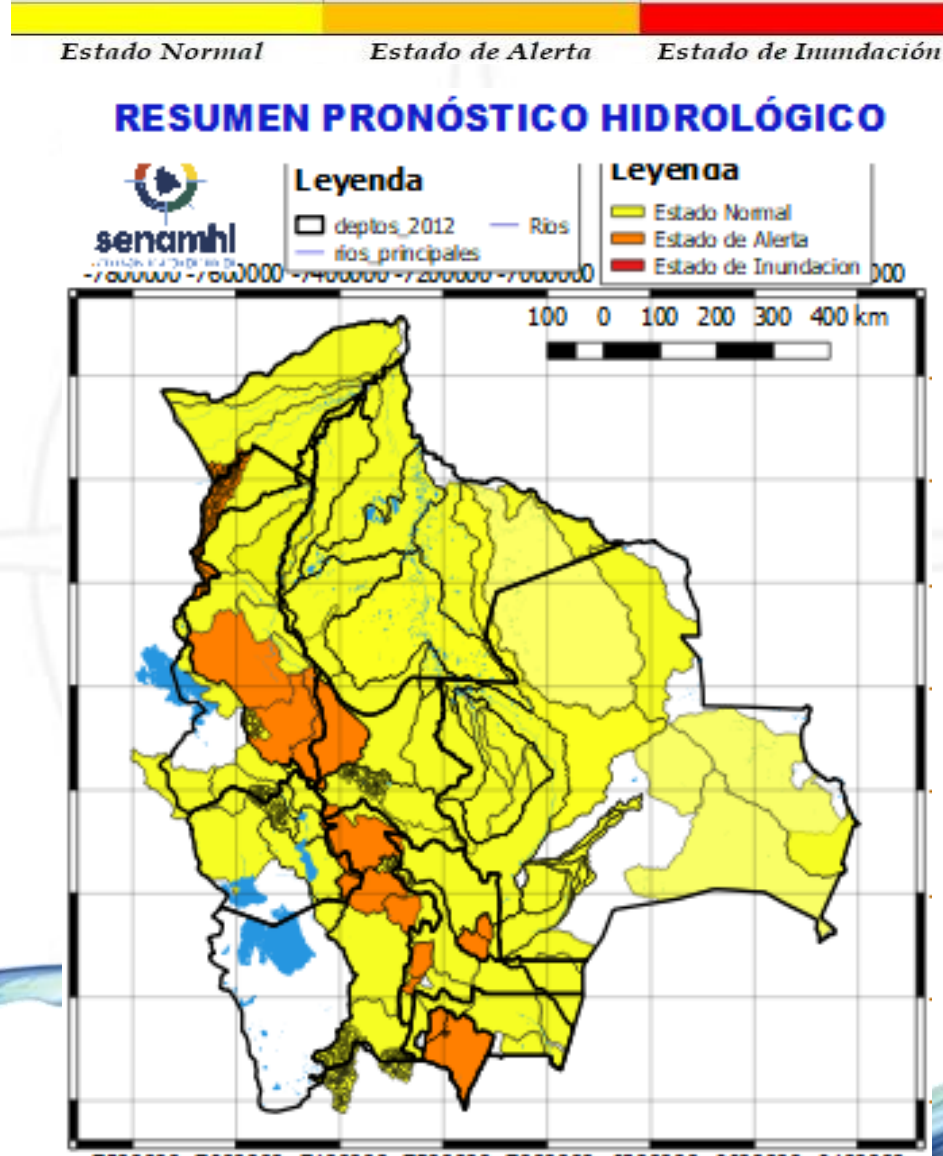 Estado Normal Estado de Alerta Estado de Inundación
RESUMEN PRONÓSTICO HIDROLÓGICO
senamhi
Leyenda
deptos_2012 Rios
rios_principales
Leyenda
Estado Normal
Estado de Alerta
Estado de Inundacion
-7800000 -7600000 -7400000 -7200000 -7000000
100 0 100 200 300 400 km